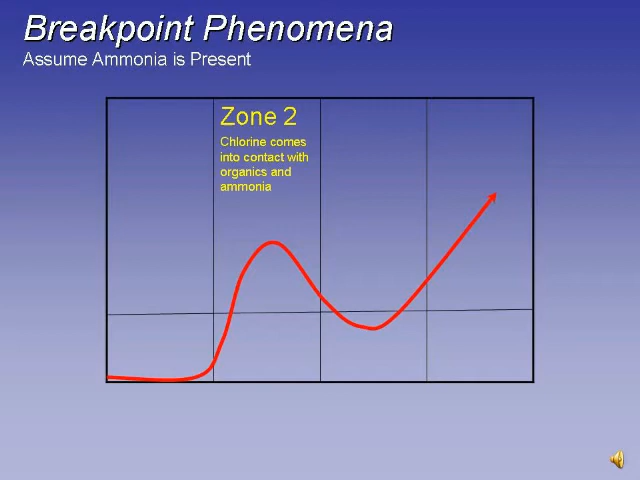 Breakpoint Phenomena
Assume Ammonia is Present
Zone 2
Chlorine comes
into contact with
organics and
ammonia